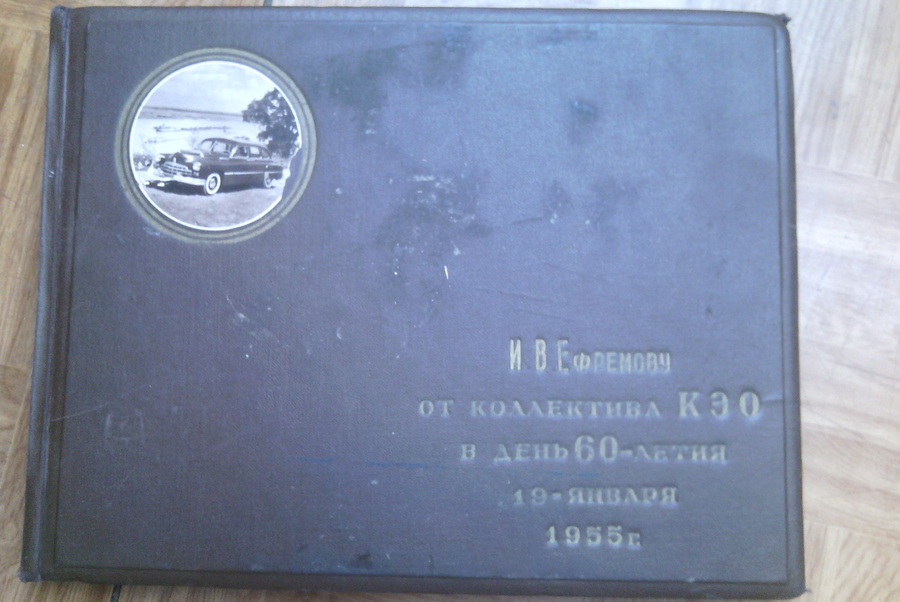 И В Ефремову
от коллектива КЭО
в день 60-летия
19-января
1955г.